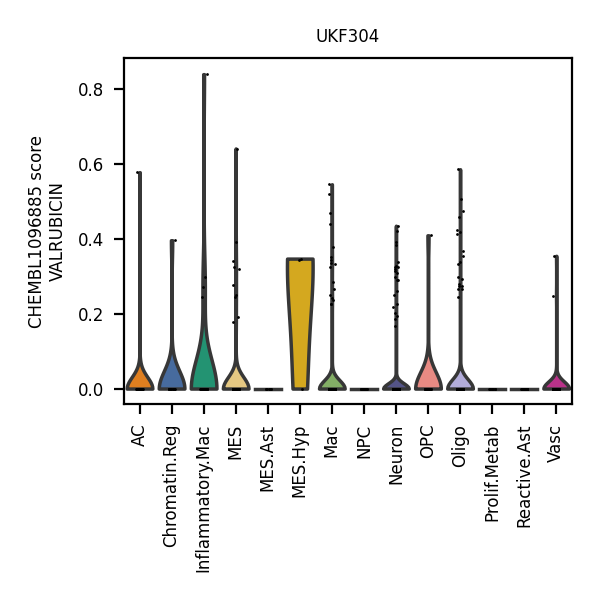 UKF304
CHEMBL1096885 score
VALRUBICIN
0.8
0.6
0.4
0.2
0.0
AC
Chromatin.Reg
Inflammatory.Mac
MES
MES.Ast
MES.Hyp
Mac
NPC
Neuron
OPC
Oligo
Prolif.Metab
Reactive.Ast
Vasc